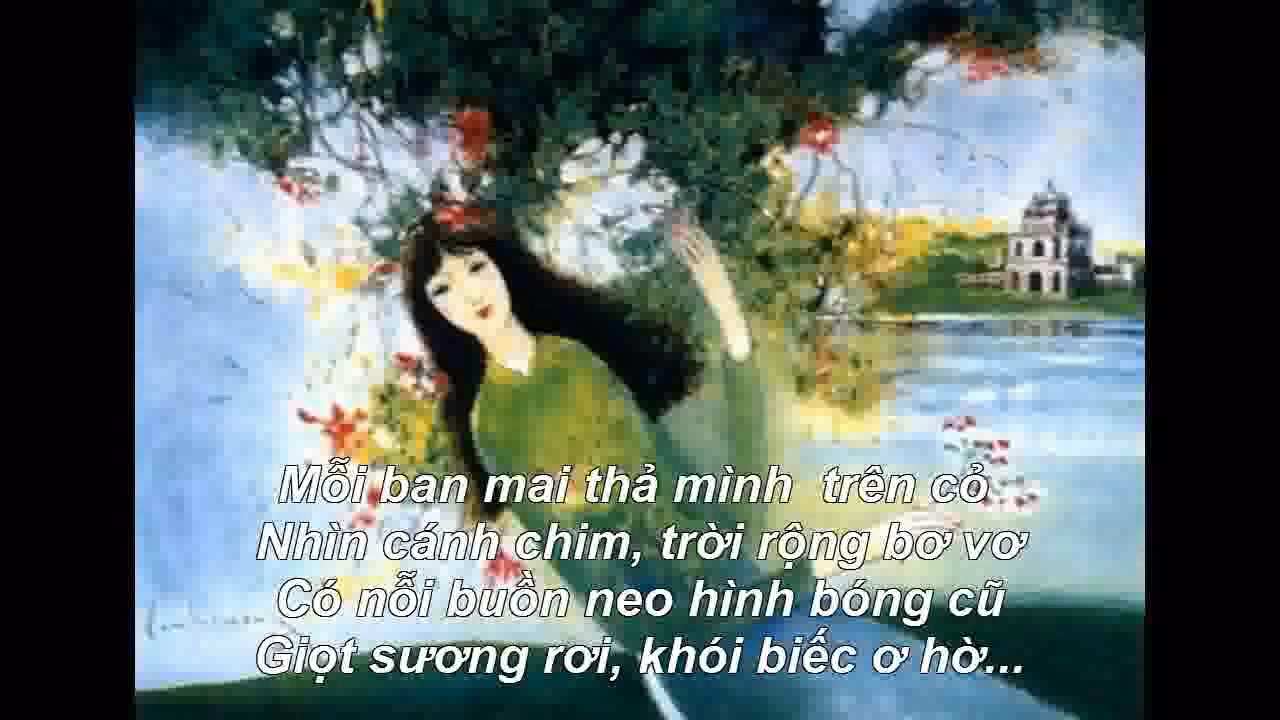 Mỗi ban mai thả mình trên cỏ
Nhìn cánh chim, trời rộng bơ vơ
Có nỗi buồn neo hình bóng cũ
Giọt sương rơi, khói biếc ơ hờ...